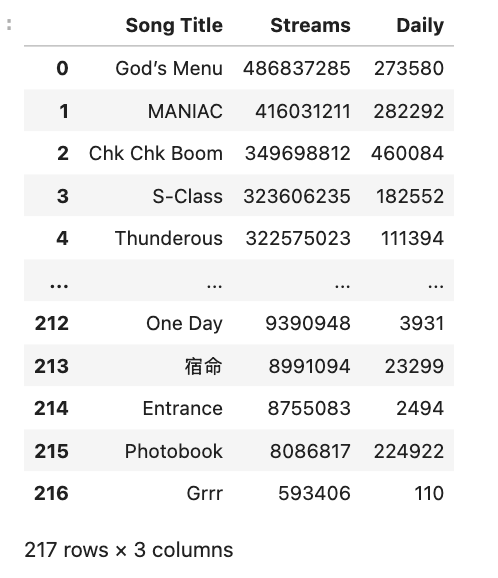 Song Title Streams Daily
0 God’s Menu 486837285 273580
1 MANIAC 416031211 282292
2 Chk Chk Boom 349698812 460084
3 S-Class 323606235 182552
4 Thunderous 322575023 111394
... ... ... ...
212 One Day 9390948 3931
213 宿命 8991094 23299
214 Entrance 8755083 2494
215 Photobook 8086817 224922
216 Grrr 593406 110
217 rows × 3 columns